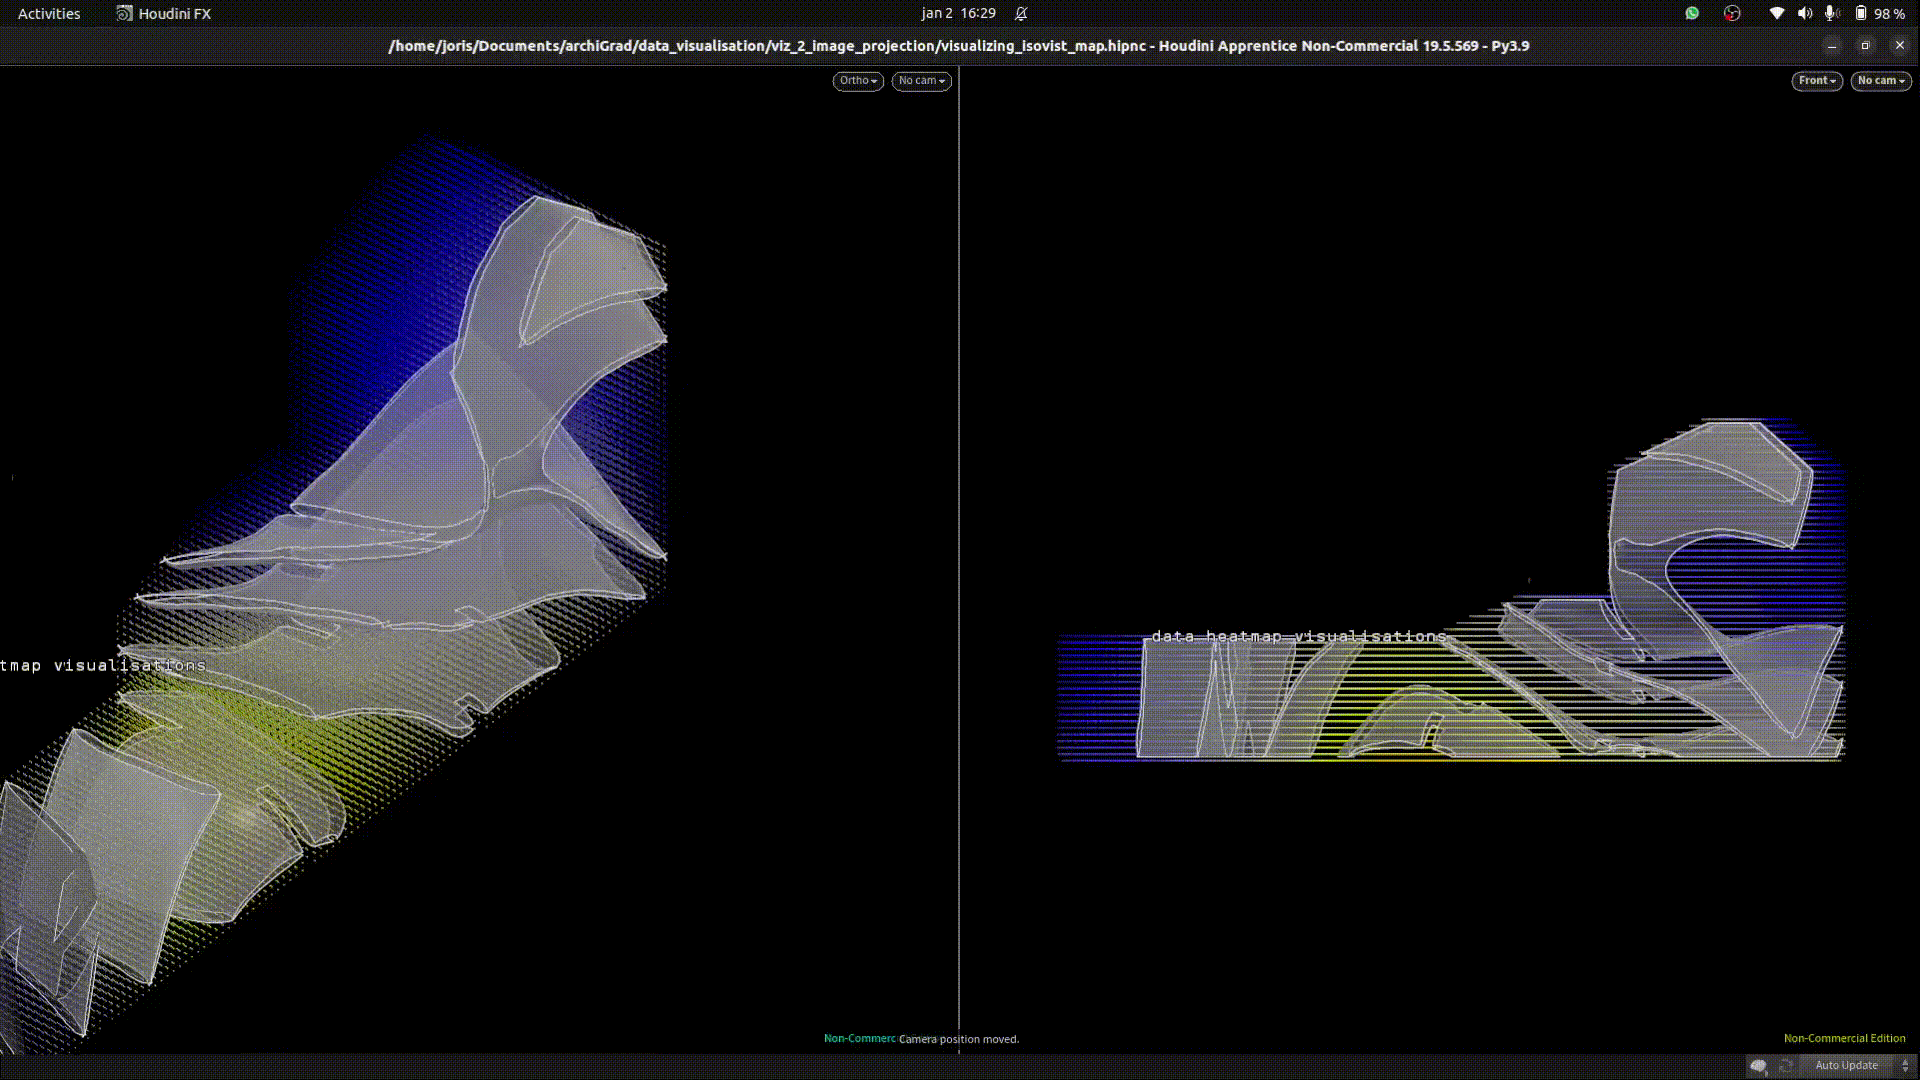 Activities
Houdini FX
jan 2 16:29
98 %
/home/joris/Documents/archiGrad/data_visualisation/viz_2_image_projection/visualizing_isovist_map.hipnc - Houdini Apprentice Non-Commercial 19.5.569 - Py3.9
Ortho
No cam
Front
No cam
data heatmap visualisations
tmap visualisations
Non-Commerc
Camera position moved.
Non-Commercial Edition
Auto Update